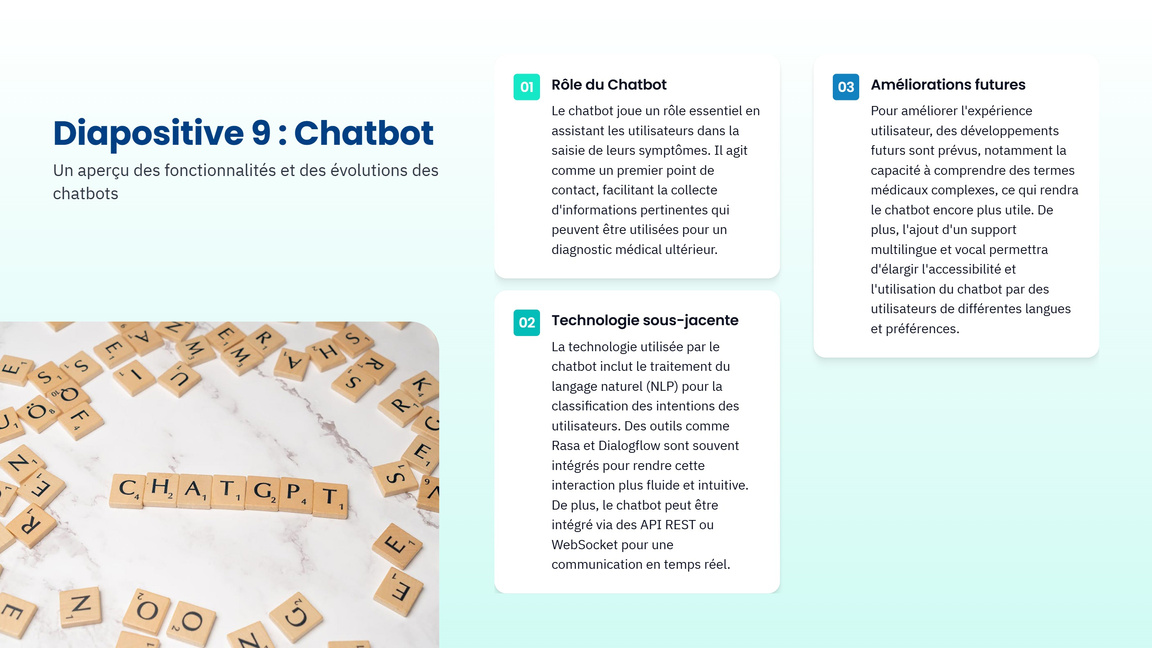 Diapositive 9 : Chatbot
Un aperçu des fonctionnalités et des évolutions des
chatbots
01
Rôle du Chatbot
Le chatbot joue un rôle essentiel en
assistant les utilisateurs dans la
saisie de leurs symptômes. Il agit
comme un premier point de
contact, facilitant la collecte
d'informations pertinentes qui
peuvent être utilisées pour un
diagnostic médical ultérieur.
02
Technologie sous-jacente
La technologie utilisée par le
chatbot inclut le traitement du
langage naturel (NLP) pour la
classification des intentions des
utilisateurs. Des outils comme
Rasa et Dialogflow sont souvent
intégrés pour rendre cette
interaction plus fluide et intuitive.
De plus, le chatbot peut être
intégré via des API REST ou
WebSocket pour une
communication en temps réel.
03
Améliorations futures
Pour améliorer l'expérience
utilisateur, des développements
futurs sont prévus, notamment la
capacité à comprendre des termes
médicaux complexes, ce qui rendra
le chatbot encore plus utile. De
plus, l'ajout d'un support
multilingue et vocal permettra
d'élargir l'accessibilité et
l'utilisation du chatbot par des
utilisateurs de différentes langues
et préférences.
CHATGPT